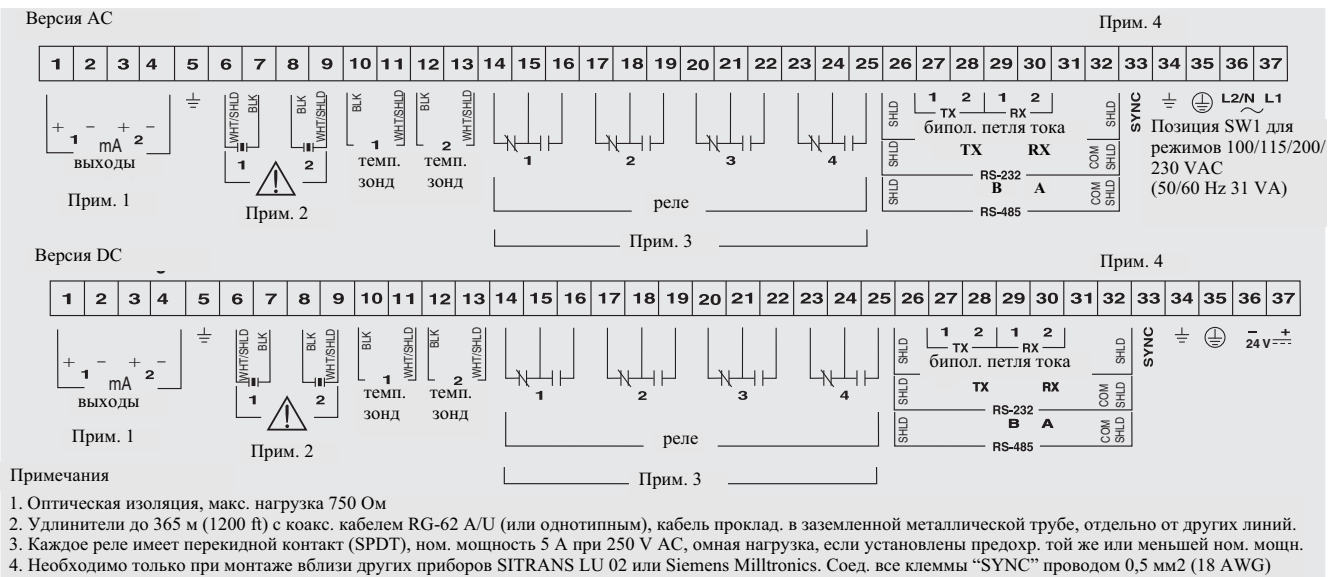 Версия AC
Прим. 4
1 2 3 4 5 6 7 8 9 10 11 12 13 14 15 16 17 18 19 20 21 22 23 24 25 26 27 28 29 30 31 32 33 34 35 36 37
+ 1 − mA + 2 −
выходы
Прим. 1
WHT/SHLD BLK BLK WHT/SHLD
1 2
Прим. 2
BLK 1 WHT/SHLD
темп.
зонд
BLK 2 WHT/SHLD
темп.
зонд
1 2 3 4
реле
Прим. 3
SHLD 1 2 1 2 SHLD
TX RX
бипол. петля тока
SHLD TX RX COM SHLD
RS-232
SHLD B A COM SHLD
RS-485
SYNC
L2/N L1
Позиция SW1 для
режимов 100/115/200/
230 VAC
(50/60 Hz 31 VA)
Версия DC
Прим. 4
1 2 3 4 5 6 7 8 9 10 11 12 13 14 15 16 17 18 19 20 21 22 23 24 25 26 27 28 29 30 31 32 33 34 35 36 37
+ 1 − mA + 2 −
выходы
Прим. 1
WHT/SHLD BLK BLK WHT/SHLD
1 2
Прим. 2
BLK 1 WHT/SHLD
темп.
зонд
BLK 2 WHT/SHLD
темп.
зонд
1 2 3 4
реле
Прим. 3
SHLD 1 2 1 2 SHLD
TX RX
бипол. петля тока
SHLD TX RX COM SHLD
RS-232
SHLD B A COM SHLD
RS-485
SYNC
− +
24 V
Примечания
1. Оптическая изоляция, макс. нагрузка 750 Ом
2. Удлинители до 365 м (1200 ft) с коакс. кабелем RG-62 A/U (или однотипным), кабель проклад. в заземленной металлической трубе, отдельно от других линий.
3. Каждое реле имеет перекидной контакт (SPDT), ном. мощность 5 A при 250 V AC, омная нагрузка, если установлены предохр. той же или меньшей ном. мощн.
4. Необходимо только при монтаже вблизи других приборов SITRANS LU 02 или Siemens Milltronics. Соед. все клеммы “SYNC” проводом 0,5 мм2 (18 AWG)